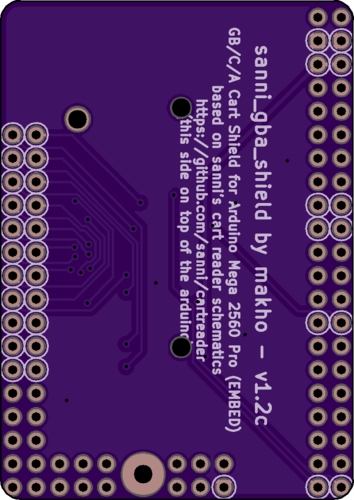 sanni_gba_shield by makho - v1.2c
GB/C/A Cart Shield for Arduino Mega 2560 Pro (EMBED)
based on sanni's cart reader schematics
https://github.com/sanni/cartreader
this side on top of the arduino